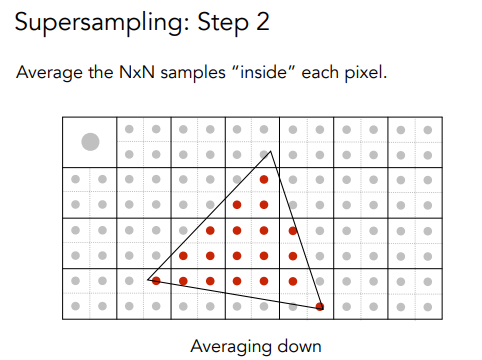 Supersampling: Step 2
Average the NxN samples “inside” each pixel.
Averaging down